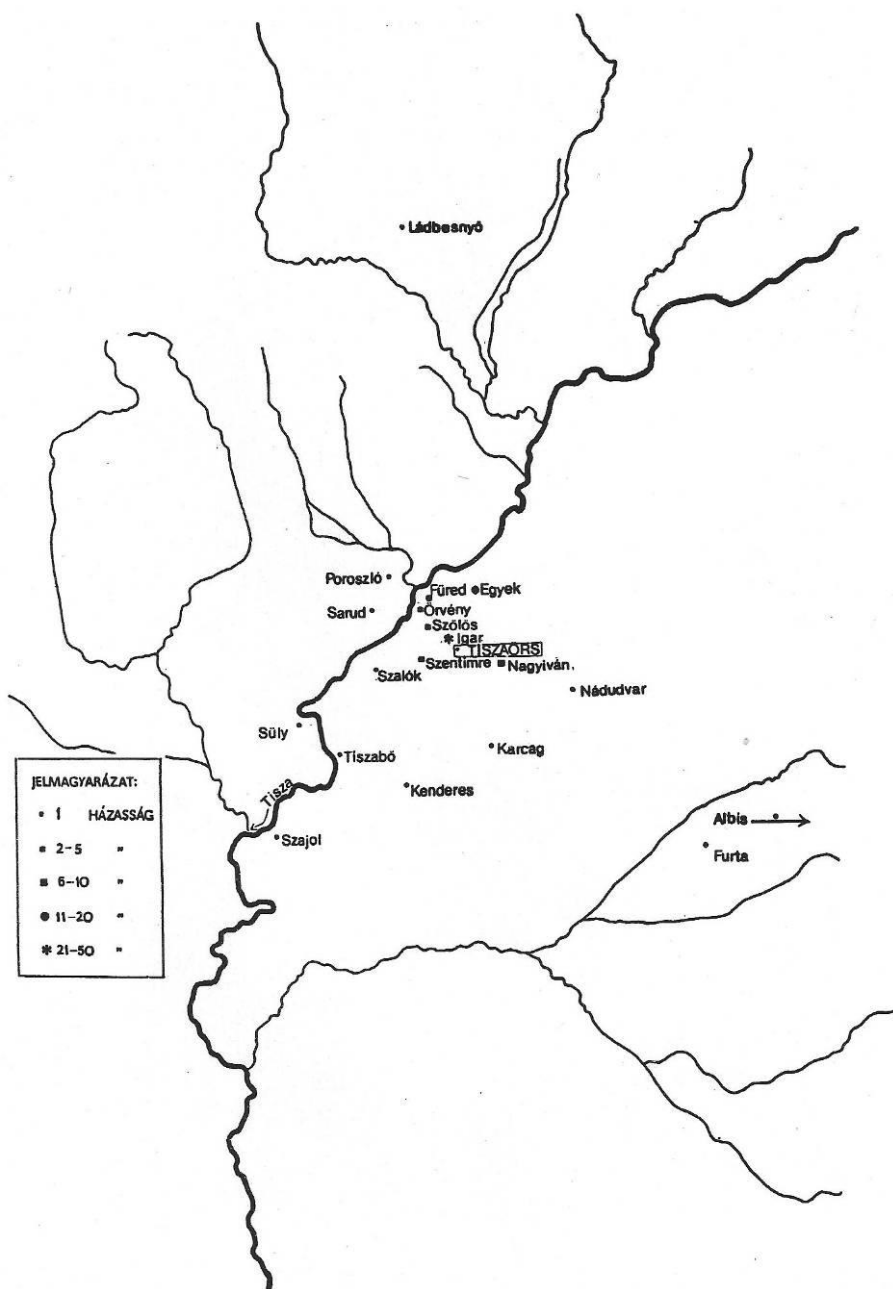 Ládbesnyő
Poroszló
Füred
Egyek
Sarud
Örvény
Szőlős
Igar
TISZAÖRS
Szentimre
Nagyiván.
Szalók
Nádudvar
Süly
Tiszabő
Karcag
Kenderes
Tisza
Szajol
Albis
Furta
JELMAGYARÁZAT:
1 HÁZASSÁG
2-5 "
6-10 "
11-20 "
* 21-50 "